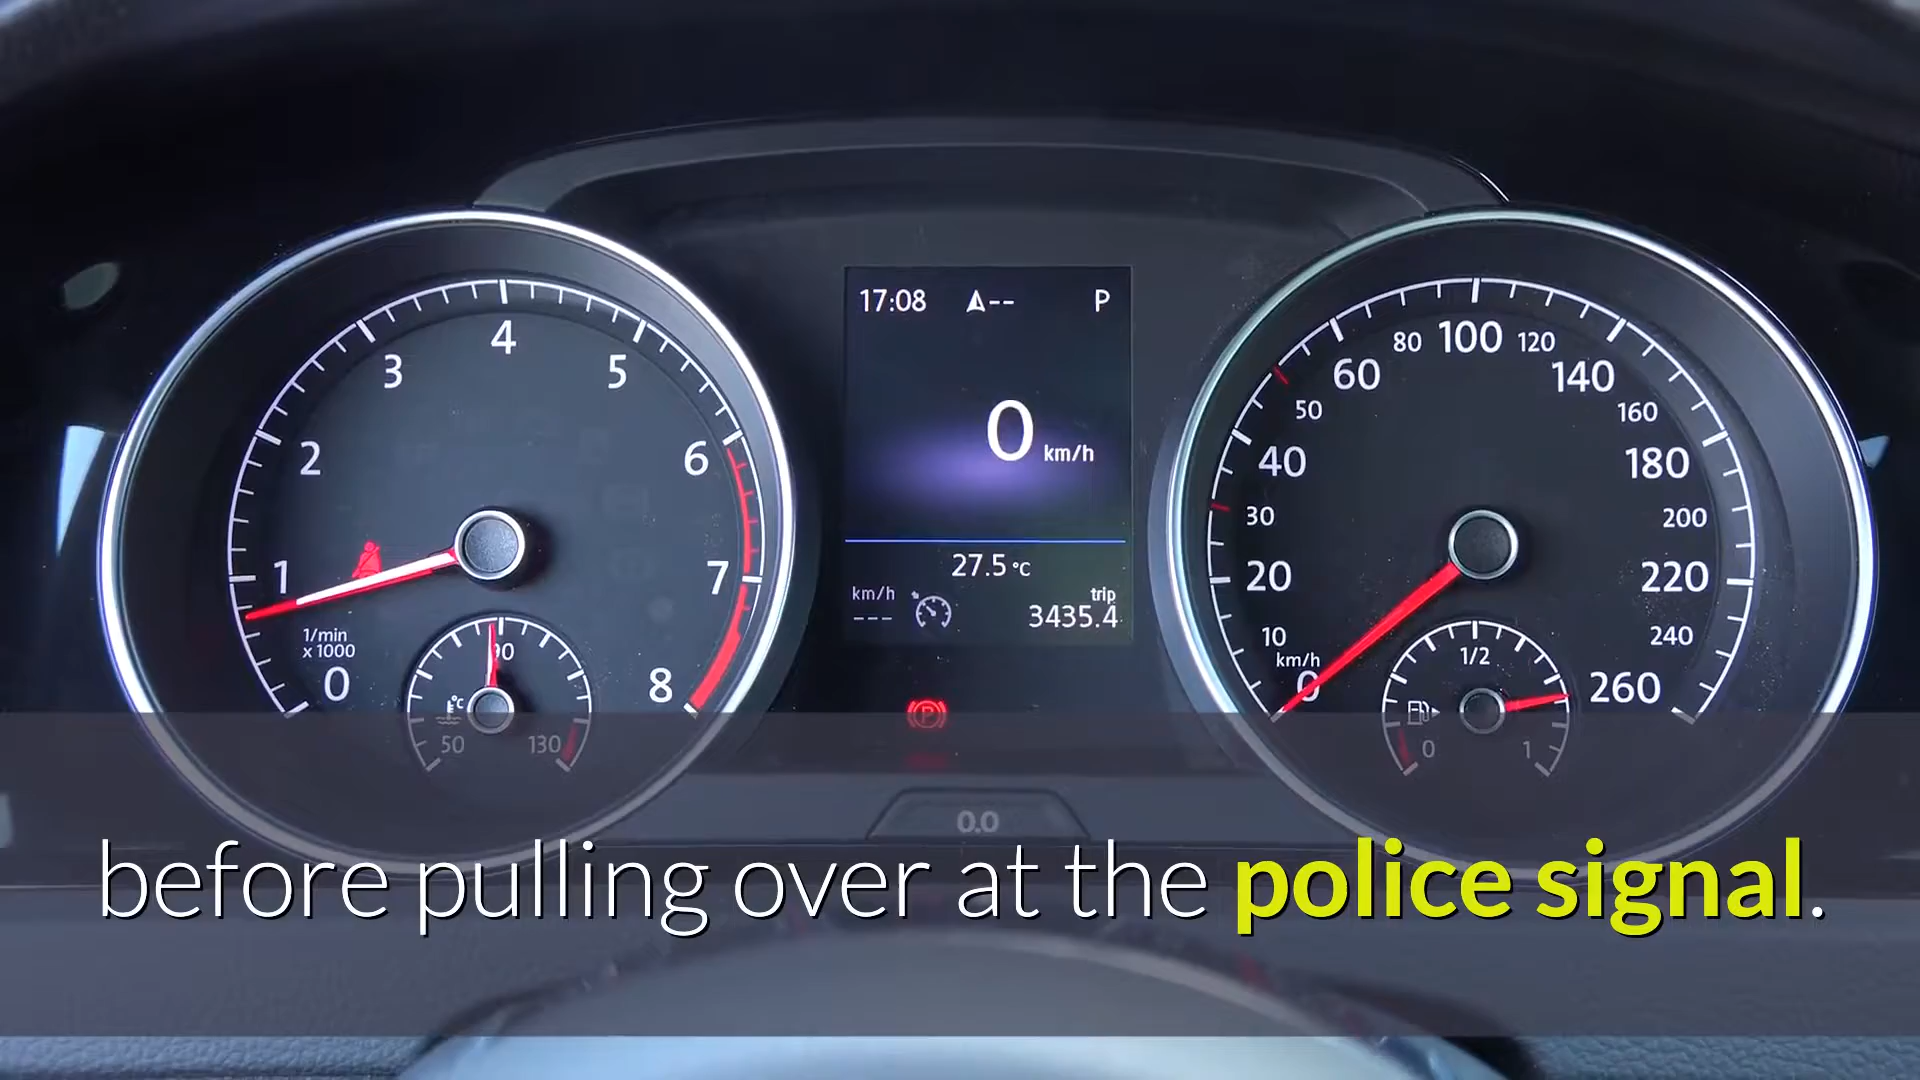 17:08 -- P
0 km/h
27.5 °C
km/h
---
trip
3435.4
0 1 2 3 4 5 6 7 8
1/min
x 1000
50 90 130
°C
0 10 20 30 40 50 60 80 100 120 140 160 180 200 220 240 260
km/h
0 1/2 1
P
0.0
before pulling over at the police signal.